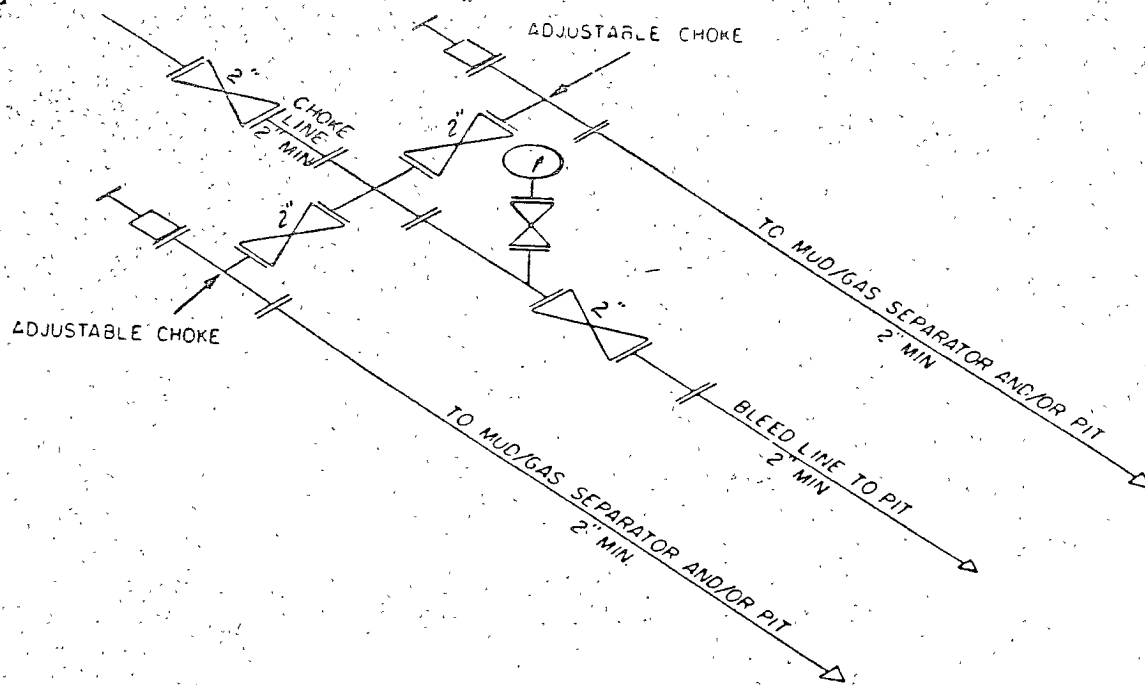 ADJUSTABLE CHOKE
2"
CHOKE
LINE
2" MIN
2"
2"
ADJUSTABLE CHOKE
2"
TO MUD/GAS SEPARATOR AND/OR PIT
2" MIN
BLEED LINE TO PIT
2" MIN
TO MUD/GAS SEPARATOR AND/OR PIT
2" MIN.